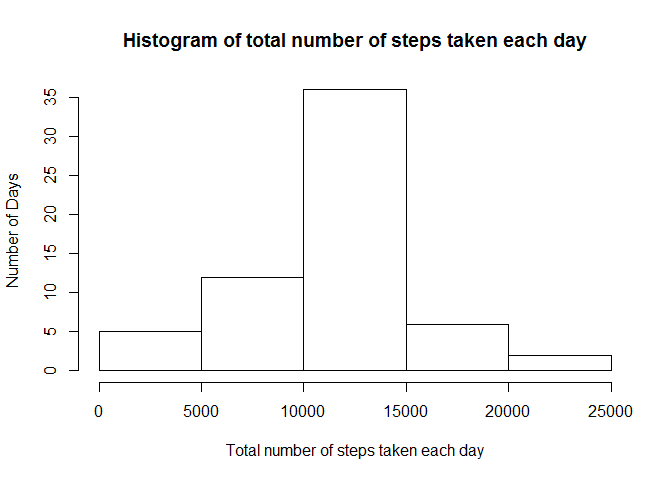 Histogram of total number of steps taken each day
Number of Days
35
30
25
20
15
10
5
0
0 5000 10000 15000 20000 25000
Total number of steps taken each day